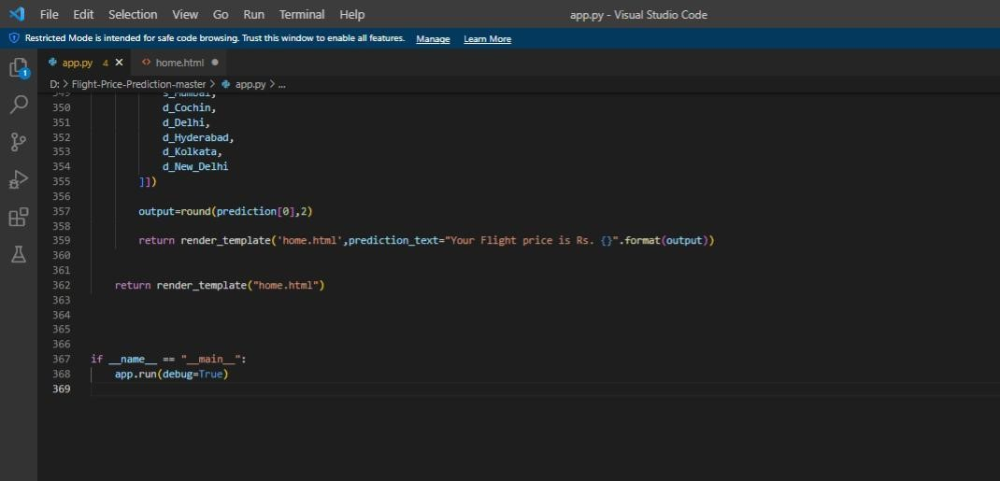 File Edit Selection View Go Run Terminal Help app.py - Visual Studio Code
Restricted Mode is intended for safe code browsing. Trust this window to enable all features. Manage Learn More
app.py 4 × home.html ●
1
D: > Flight-Price-Prediction-master > app.py > ...
349 s_Mumbai,
350 d_Cochin,
351 d_Delhi,
352 d_Hyderabad,
353 d_Kolkata,
354 d_New_Delhi
355 ]])
356
357 output=round(prediction[0],2)
358
359 return render_template('home.html',prediction_text="Your Flight price is Rs. {}".format(output))
360
361
362 return render_template("home.html")
363
364
365
366
367 if __name__ == "__main__":
368 app.run(debug=True)
369